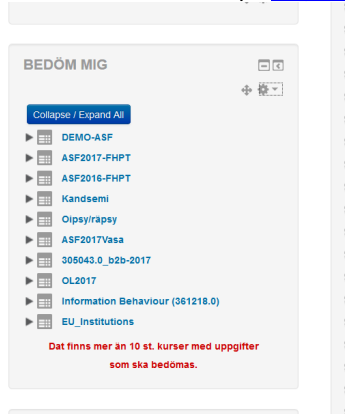 BEDÖM MIG
Collapse / Expand All
DEMO-ASF
ASF2017-FHPT
ASF2016-FHPT
Kandsemi
Oipsy/räpsy
ASF2017Vasa
305043.0_b2b-2017
OL2017
Information Behaviour (361218.0)
EU_Institutions
Dat finns mer än 10 st. kurser med uppgifter
som ska bedömas.